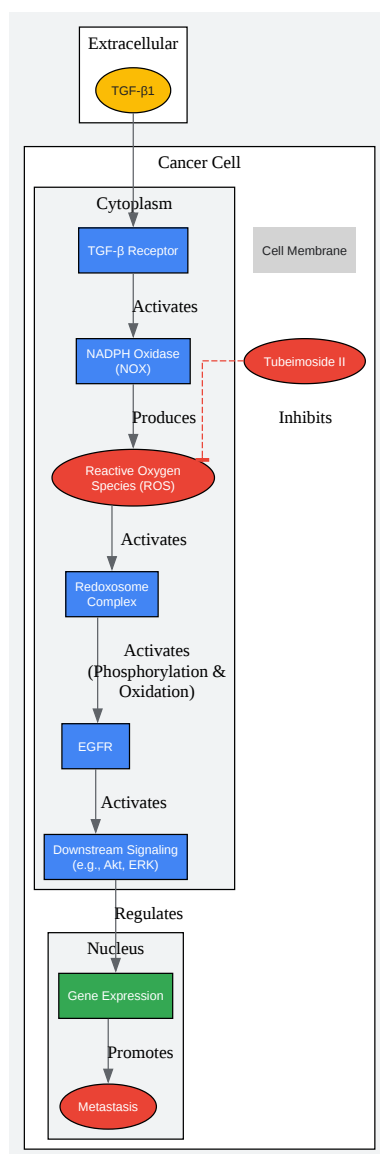 Extracellular
TGF-β1
Cancer Cell
Cytoplasm
TGF-β Receptor
Cell Membrane
Activates
NADPH Oxidase
(NOX)
Tubeimoside II
Produces
Inhibits
Reactive Oxygen
Species (ROS)
Activates
Redoxosome
Complex
Activates
(Phosphorylation &
Oxidation)
EGFR
Activates
Downstream Signaling
(e.g., Akt, ERK)
Regulates
Nucleus
Gene Expression
Promotes
Metastasis